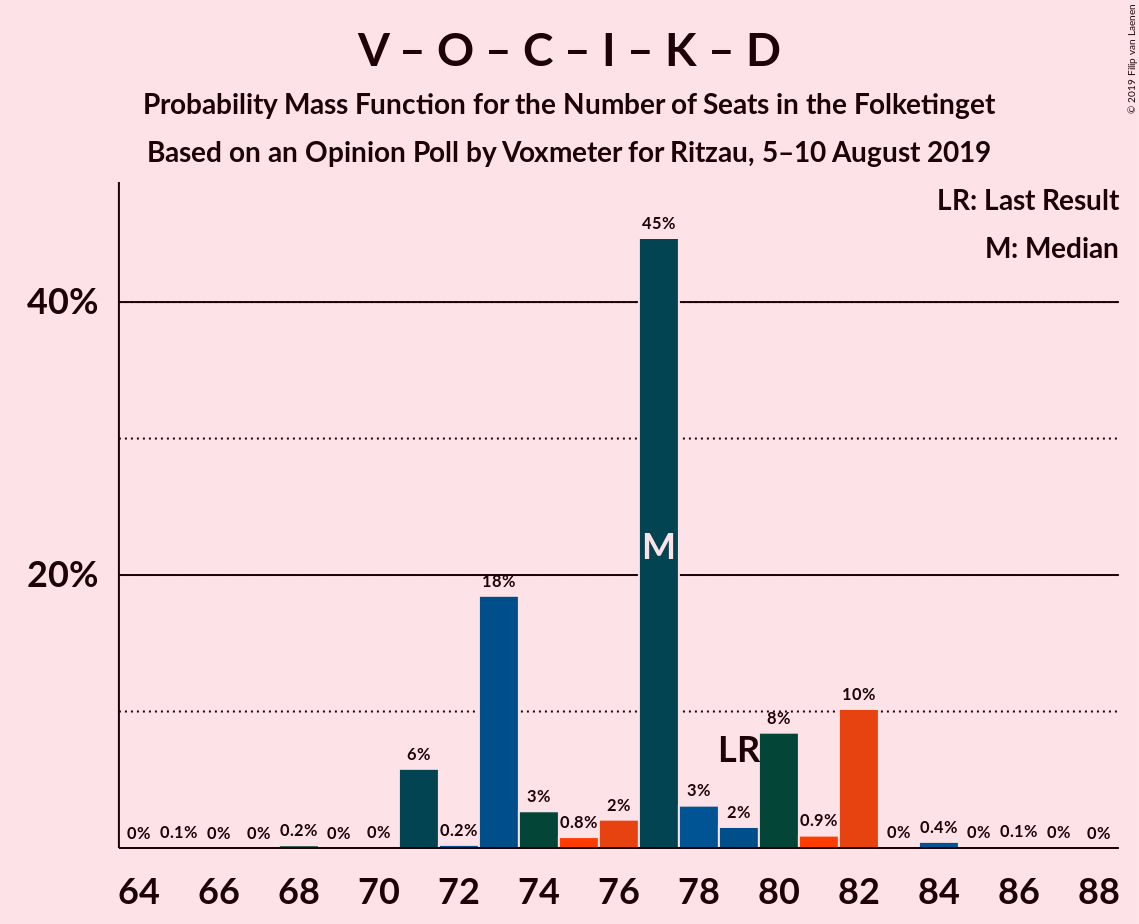 V – O – C – I – K – D
Probability Mass Function for the Number of Seats in the Folketinget
Based on an Opinion Poll by Voxmeter for Ritzau, 5–10 August 2019
© 2019 Filip van Laenen
LR: Last Result
M: Median
45%
40%
M
20%
18%
10%
8%
LR
6%
3%
3%
2%
2%
0.8%
0.9%
0% 0.1% 0% 0% 0.2% 0% 0% 0.2% 0% 0.4% 0% 0.1% 0% 0%
64 66 68 70 72 74 76 78 80 82 84 86 88